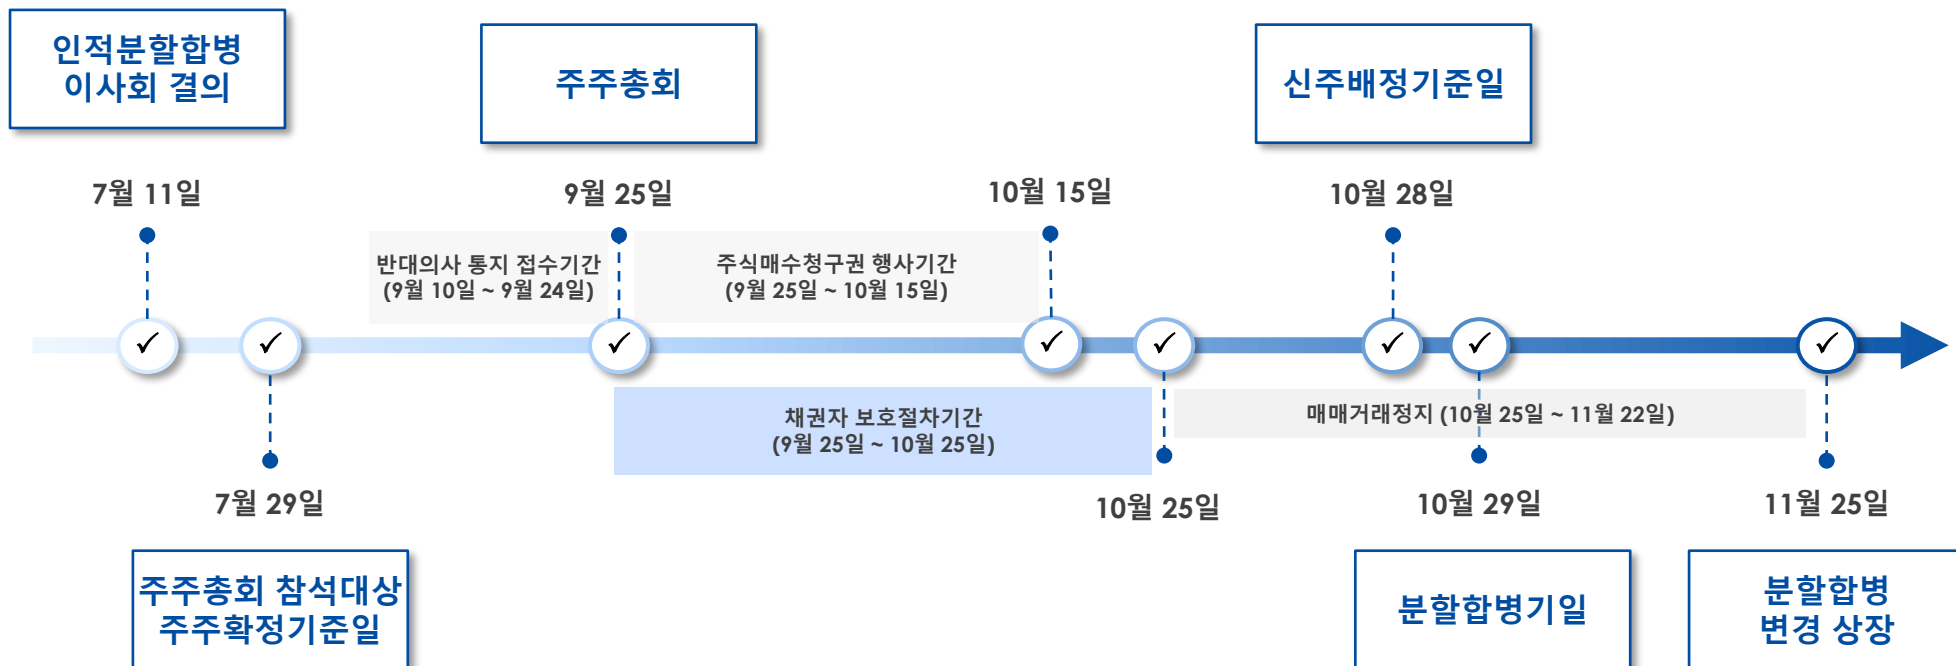 인적분할합병
이사회 결의
주주총회
신주배정기준일
7월 11일
9월 25일
10월 15일
10월 28일
반대의사 통지 접수기간
(9월 10일 ~ 9월 24일)
주식매수청구권 행사기간
(9월 25일 ~ 10월 15일)
채권자 보호절차기간
(9월 25일 ~ 10월 25일)
매매거래정지 (10월 25일 ~ 11월 22일)
7월 29일
10월 25일
10월 29일
11월 25일
주주총회 참석대상
주주확정기준일
분할합병기일
분할합병
변경 상장